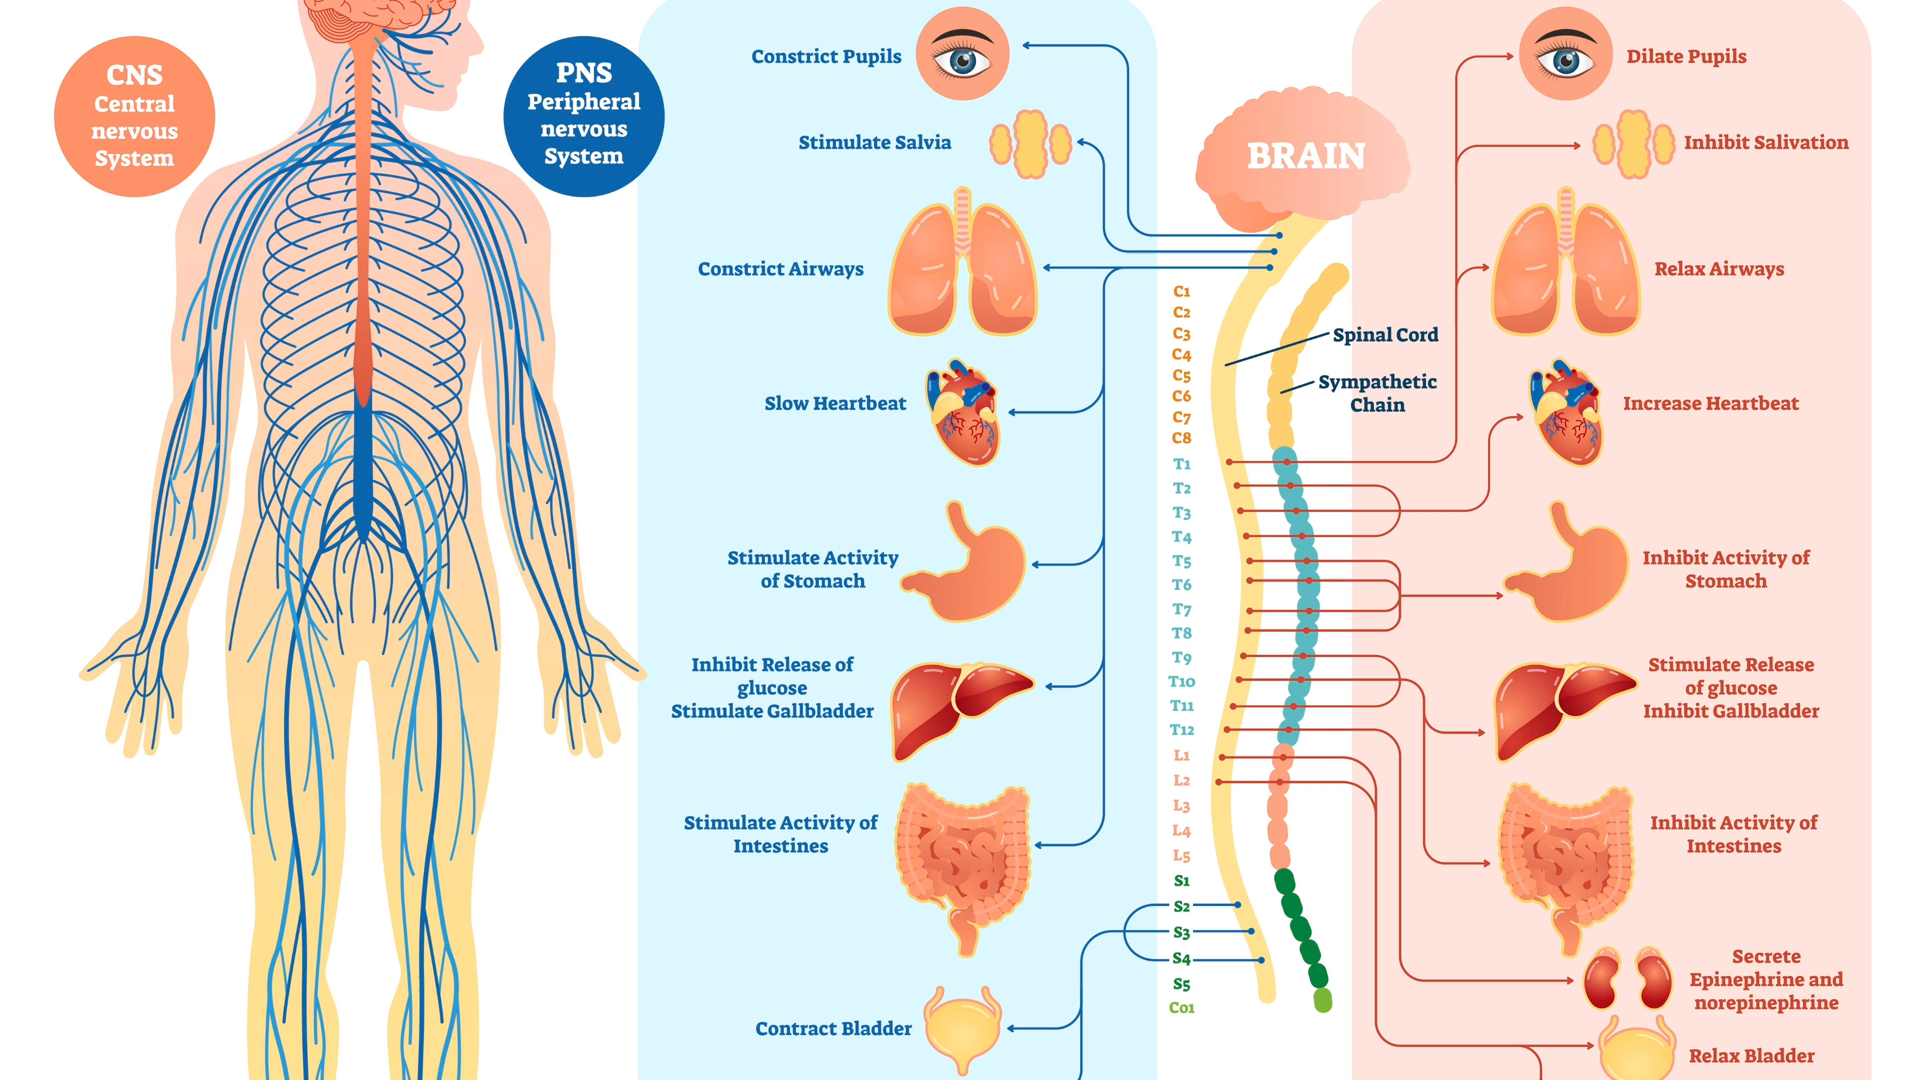 CNS
Central
nervous
System
PNS
Peripheral
nervous
System
Constrict Pupils
Stimulate Salvia
Constrict Airways
Slow Heartbeat
Stimulate Activity
of Stomach
Inhibit Release of
glucose
Stimulate Gallbladder
Stimulate Activity of
Intestines
Contract Bladder
BRAIN
C1
C2
C3
C4
C5
C6
C7
C8
T1
T2
T3
T4
T5
T6
T7
T8
T9
T10
T11
T12
L1
L2
L3
L4
L5
S1
S2
S3
S4
S5
Co1
Spinal Cord
Sympathetic
Chain
Dilate Pupils
Inhibit Salivation
Relax Airways
Increase Heartbeat
Inhibit Activity of
Stomach
Stimulate Release
of glucose
Inhibit Gallbladder
Inhibit Activity of
Intestines
Secrete
Epinephrine and
norepinephrine
Relax Bladder